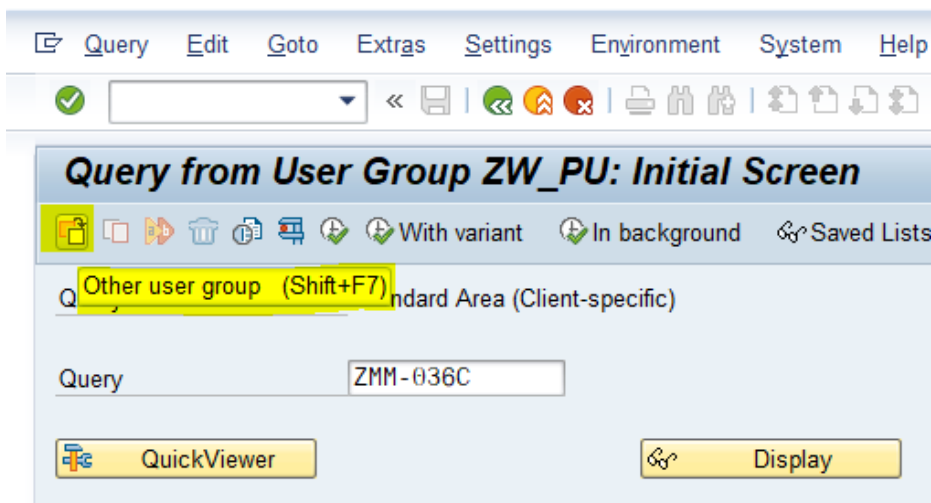 Query Edit Goto Extras Settings Environment System Help
Query from User Group ZW_PU: Initial Screen
With variant In background Saved Lists
Other user group (Shift+F7)
Q ndard Area (Client-specific)
Query ZMM-036C
QuickViewer Display